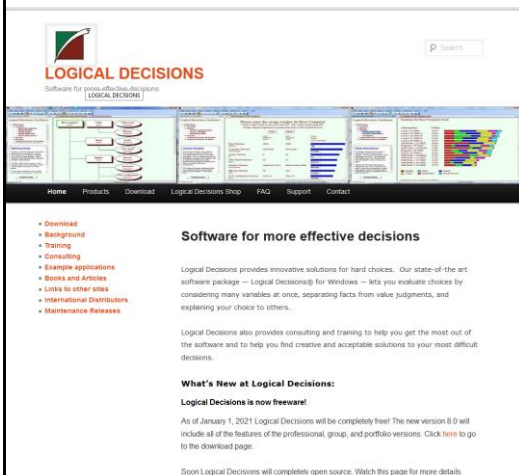 Search
LOGICAL DECISIONS
Software for more effective decisions
LOGICAL DECISIONS
Home Products Download Logical Decisions Shop FAQ Support Contact
Download
Background
Training
Consulting
Example applications
Books and Articles
Links to other sites
International Distributors
Maintenance Releases
Software for more effective decisions
Logical Decisions provides innovative solutions for hard choices. Our state-of-the art
software package — Logical Decisions® for Windows — lets you evaluate choices by
considering many variables at once, separating facts from value judgments, and
explaining your choice to others.
Logical Decisions also provides consulting and training to help you get the most out of
the software and to help you find creative and acceptable solutions to your most difficult
decisions.
What's New at Logical Decisions:
Logical Decisions is now freeware!
As of January 1, 2021 Logical Decisions will be completely free! The new version 8.0 will
include all of the features of the professional, group, and portfolio versions. Click here to go
to the download page.
Soon Logical Decisions will completely open source. Watch this page for more details